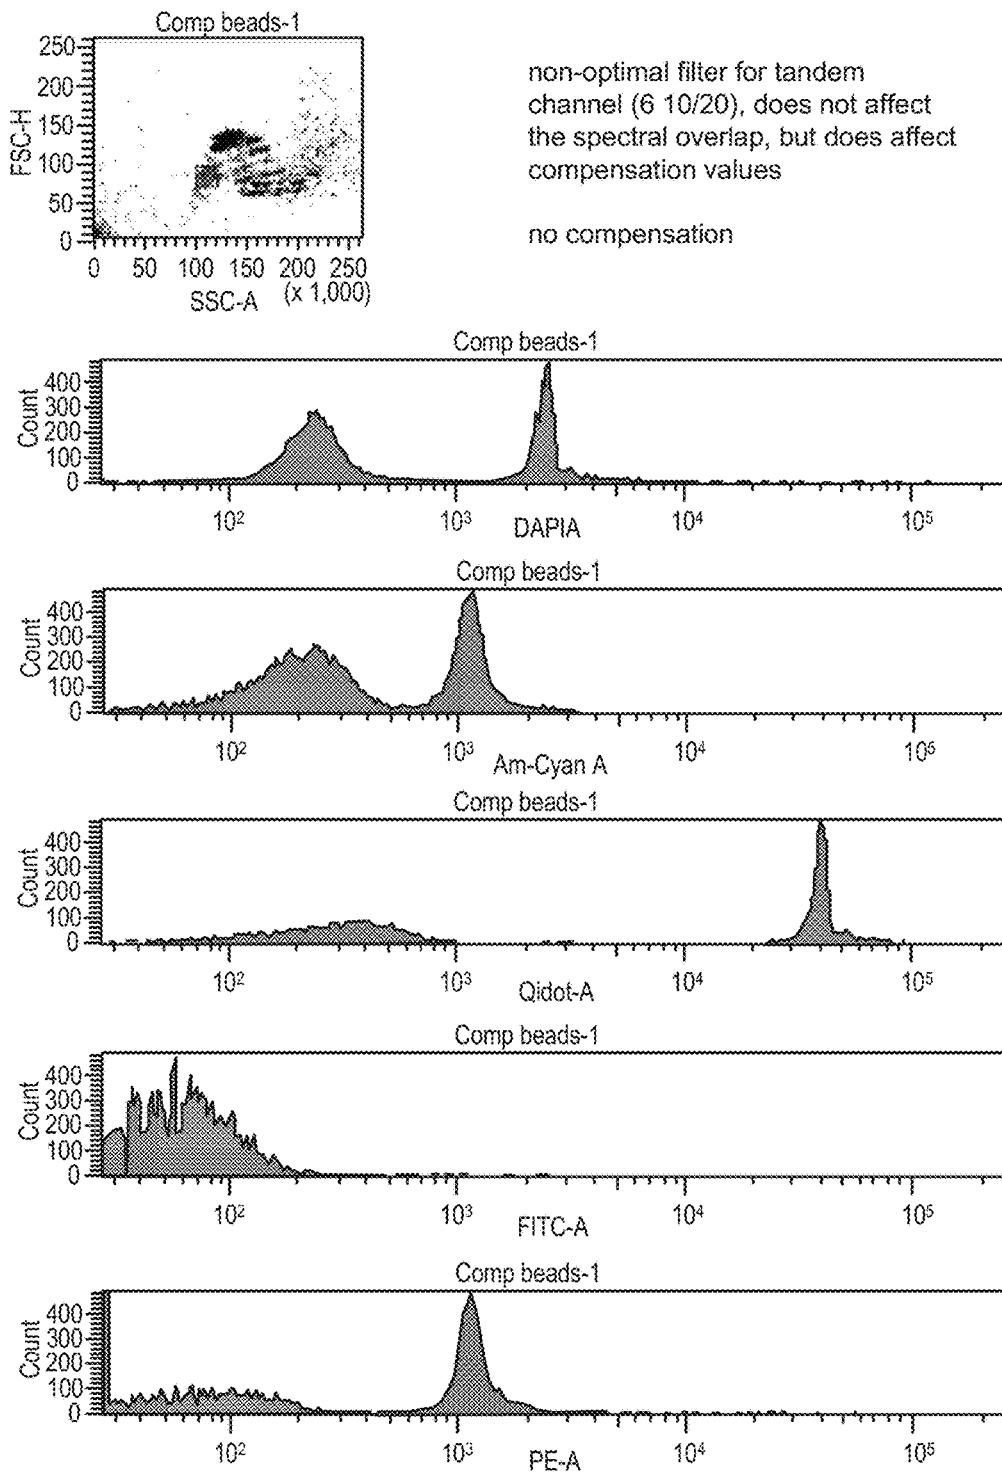 Comp beads-1
250
200
150
100
50
0
FSC-H
0 50 100 150 200 250
SSC-A (x 1,000)
non-optimal filter for tandem
channel (6 10/20), does not affect
the spectral overlap, but does affect
compensation values
no compensation
Comp beads-1
400
300
200
100
0
Count
10² 10³ 10⁴ 10⁵
DAPIA
Comp beads-1
400
300
200
100
0
Count
10² 10³ 10⁴ 10⁵
Am-Cyan A
Comp beads-1
400
300
200
100
0
Count
10² 10³ 10⁴ 10⁵
Qidot-A
Comp beads-1
400
300
200
100
0
Count
10² 10³ 10⁴ 10⁵
FITC-A
Comp beads-1
400
300
200
100
0
Count
10² 10³ 10⁴ 10⁵
PE-A